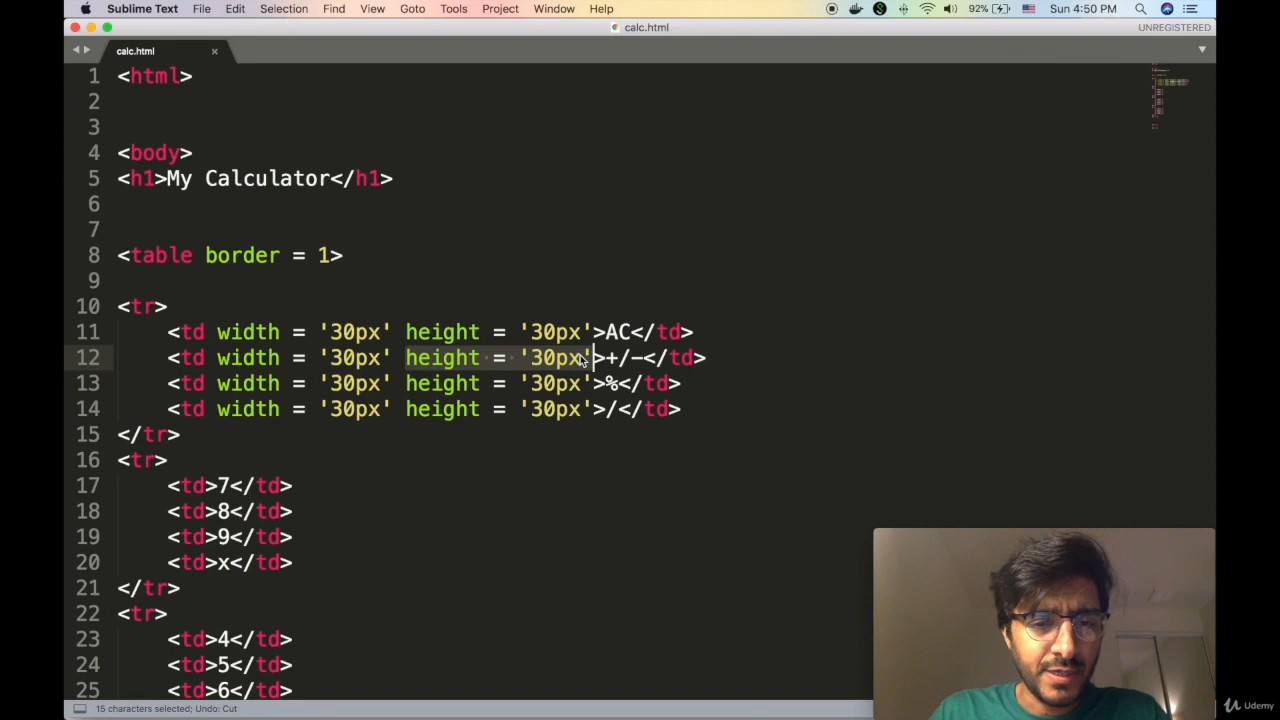 Sublime Text File Edit Selection Find View Goto Tools Project Window Help 92% Sun 4:50 PM
calc.html UNREGISTERED
calc.html ×
1 <html>
2
3
4 <body>
5 <h1>My Calculator</h1>
6
7
8 <table border = 1>
9
10 <tr>
11 <td width = '30px' height = '30px'>AC</td>
12 <td width = '30px' height = '30px'>+/-</td>
13 <td width = '30px' height = '30px'>%</td>
14 <td width = '30px' height = '30px'>/</td>
15 </tr>
16 <tr>
17 <td>7</td>
18 <td>8</td>
19 <td>9</td>
20 <td>x</td>
21 </tr>
22 <tr>
23 <td>4</td>
24 <td>5</td>
25 <td>6</td>
15 characters selected; Undo: Cut
Udemy